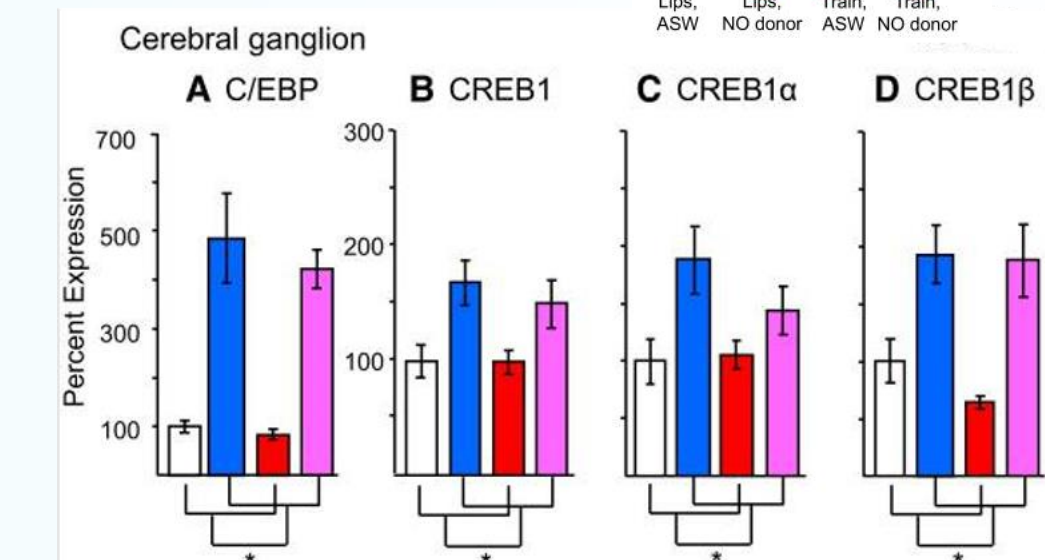 Lips, Lips, Train, Train,
ASW NO donor ASW NO donor
Cerebral ganglion
A C/EBP B CREB1 C CREB1α D CREB1β
Percent Expression
700
500
300
100
300
200
100
* * * *